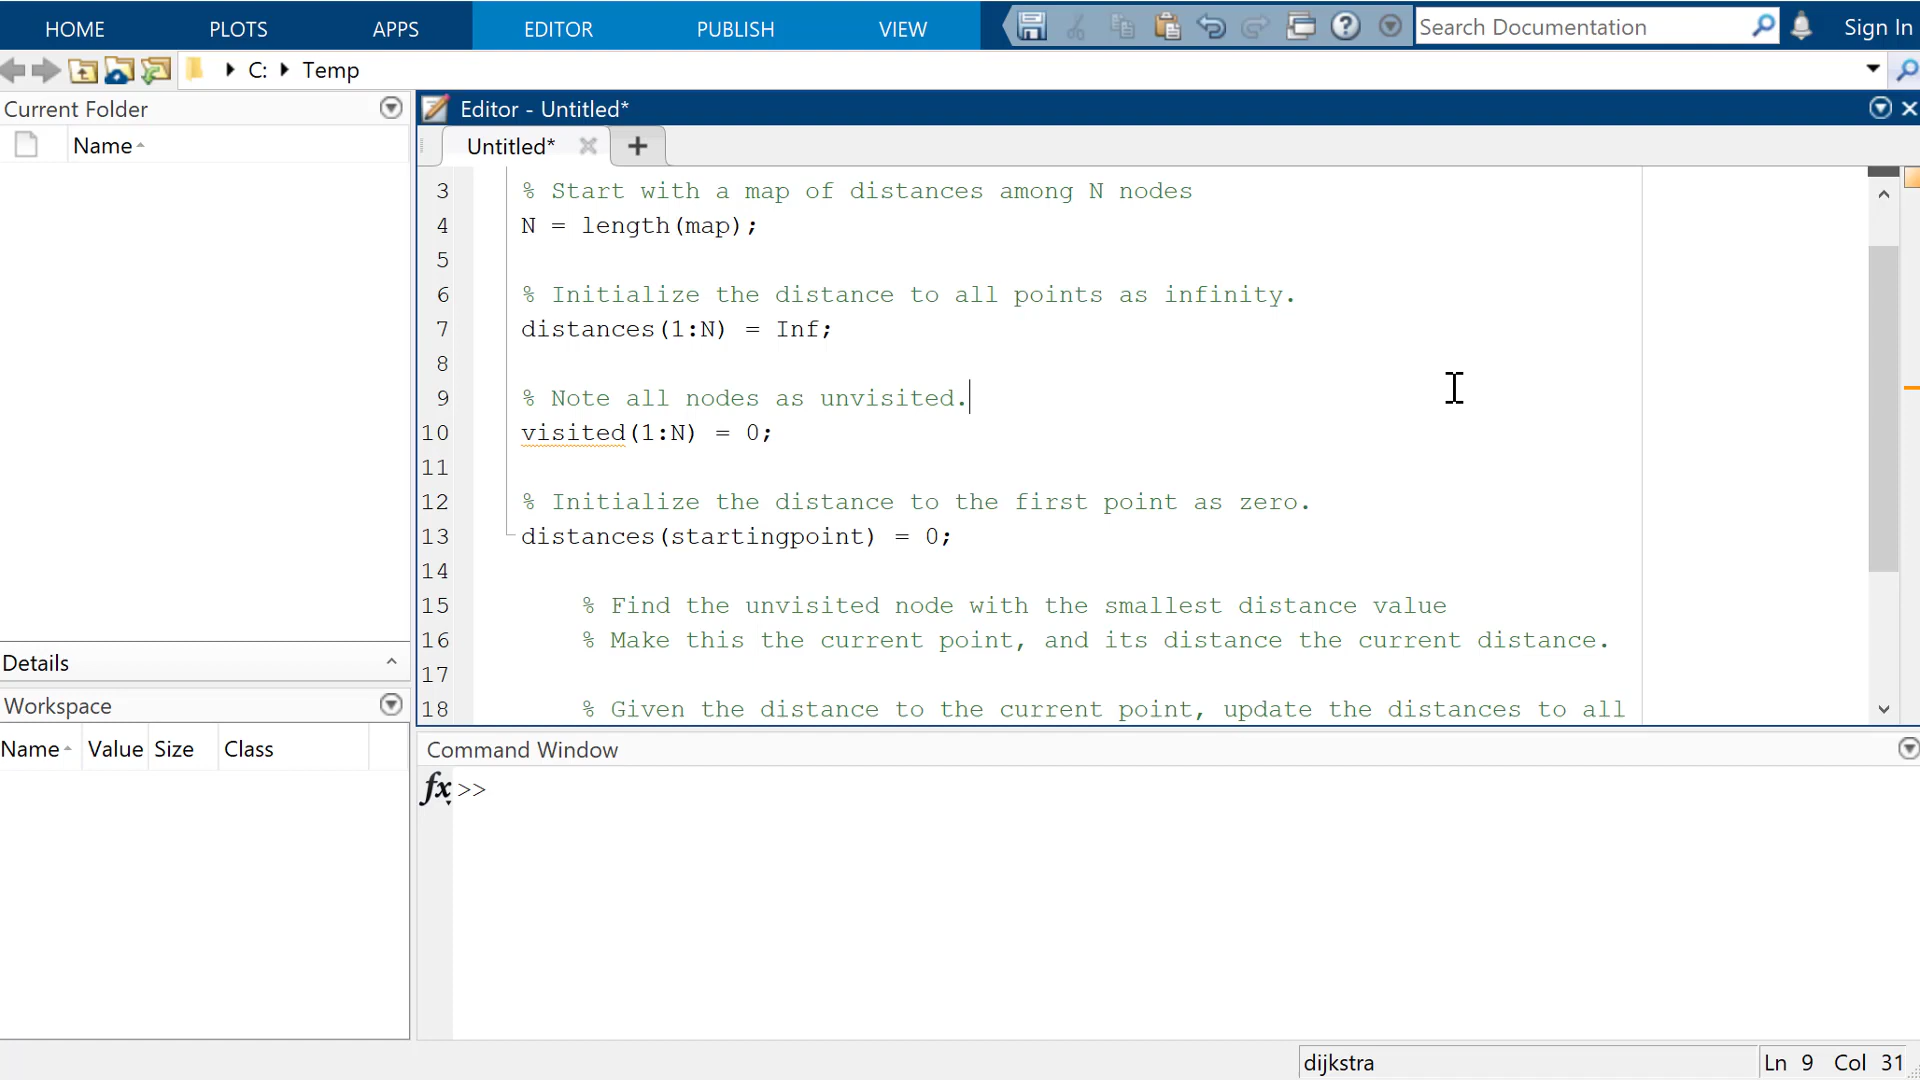 HOME PLOTS APPS EDITOR PUBLISH VIEW Search Documentation Sign In
C: Temp
Current Folder
Name
Details
Workspace
Name Value Size Class
Editor - Untitled*
Untitled*
3 % Start with a map of distances among N nodes
4 N = length(map);
5
6 % Initialize the distance to all points as infinity.
7 distances(1:N) = Inf;
8
9 % Note all nodes as unvisited.
10 visited(1:N) = 0;
11
12 % Initialize the distance to the first point as zero.
13 distances(startingpoint) = 0;
14
15 % Find the unvisited node with the smallest distance value
16 % Make this the current point, and its distance the current distance.
17
18 % Given the distance to the current point, update the distances to all
Command Window
fx >>
dijkstra Ln 9 Col 31